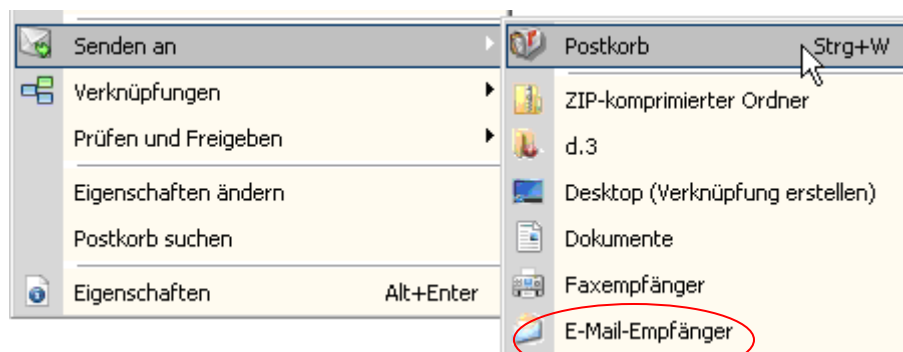 Senden an
Verknüpfungen
Prüfen und Freigeben
Eigenschaften ändern
Postkorb suchen
Eigenschaften Alt+Enter
Postkorb Strg+W
ZIP-komprimierter Ordner
d.3
Desktop (Verknüpfung erstellen)
Dokumente
Faxempfänger
E-Mail-Empfänger